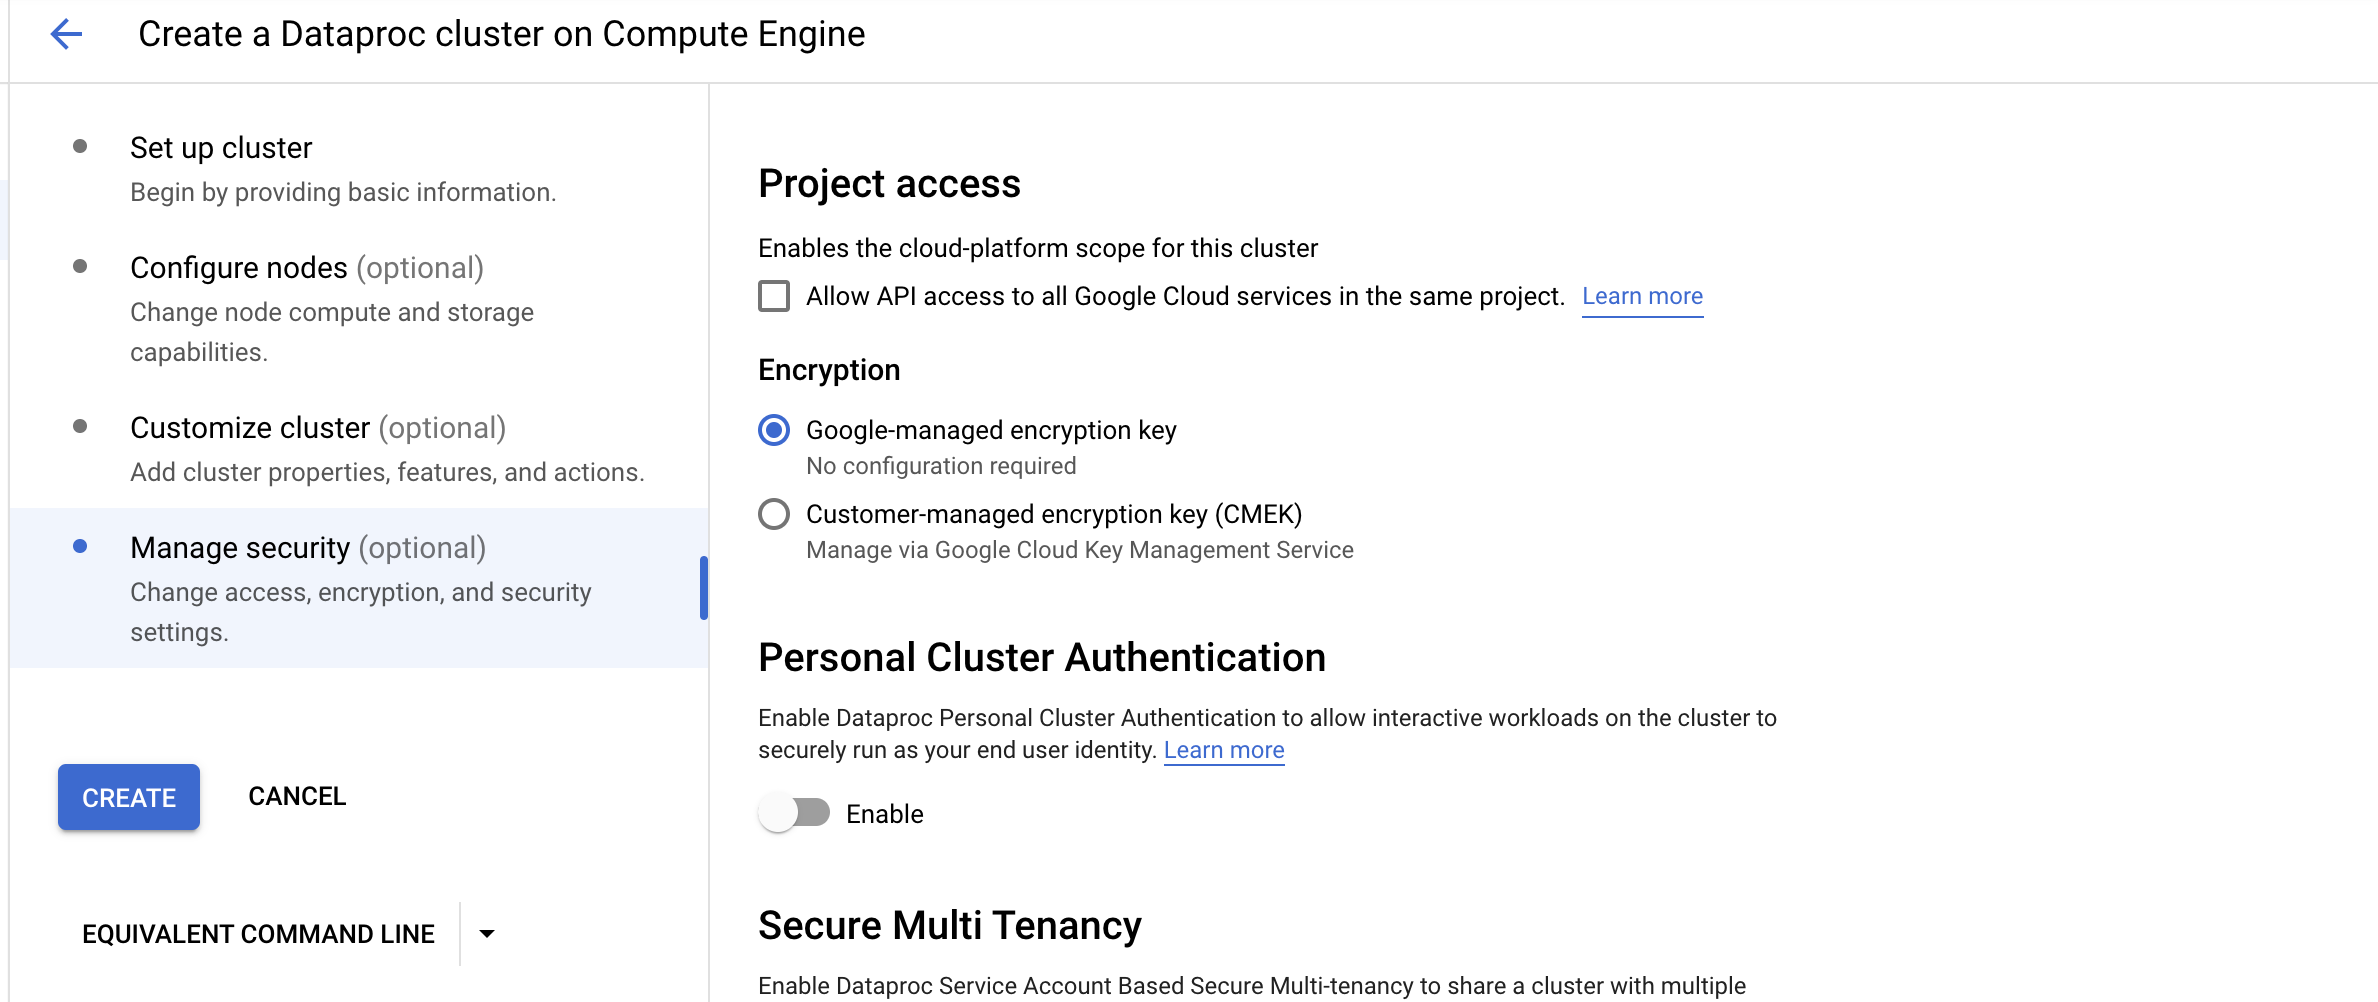 Create a Dataproc cluster on Compute Engine
Set up cluster
Begin by providing basic information.
Configure nodes (optional)
Change node compute and storage
capabilities.
Customize cluster (optional)
Add cluster properties, features, and actions.
Manage security (optional)
Change access, encryption, and security
settings.
CREATE
CANCEL
EQUIVALENT COMMAND LINE
Project access
Enables the cloud-platform scope for this cluster
Allow API access to all Google Cloud services in the same project. Learn more
Encryption
Google-managed encryption key
No configuration required
Customer-managed encryption key (CMEK)
Manage via Google Cloud Key Management Service
Personal Cluster Authentication
Enable Dataproc Personal Cluster Authentication to allow interactive workloads on the cluster to
securely run as your end user identity. Learn more
Enable
Secure Multi Tenancy
Enable Dataproc Service Account Based Secure Multi-tenancy to share a cluster with multiple